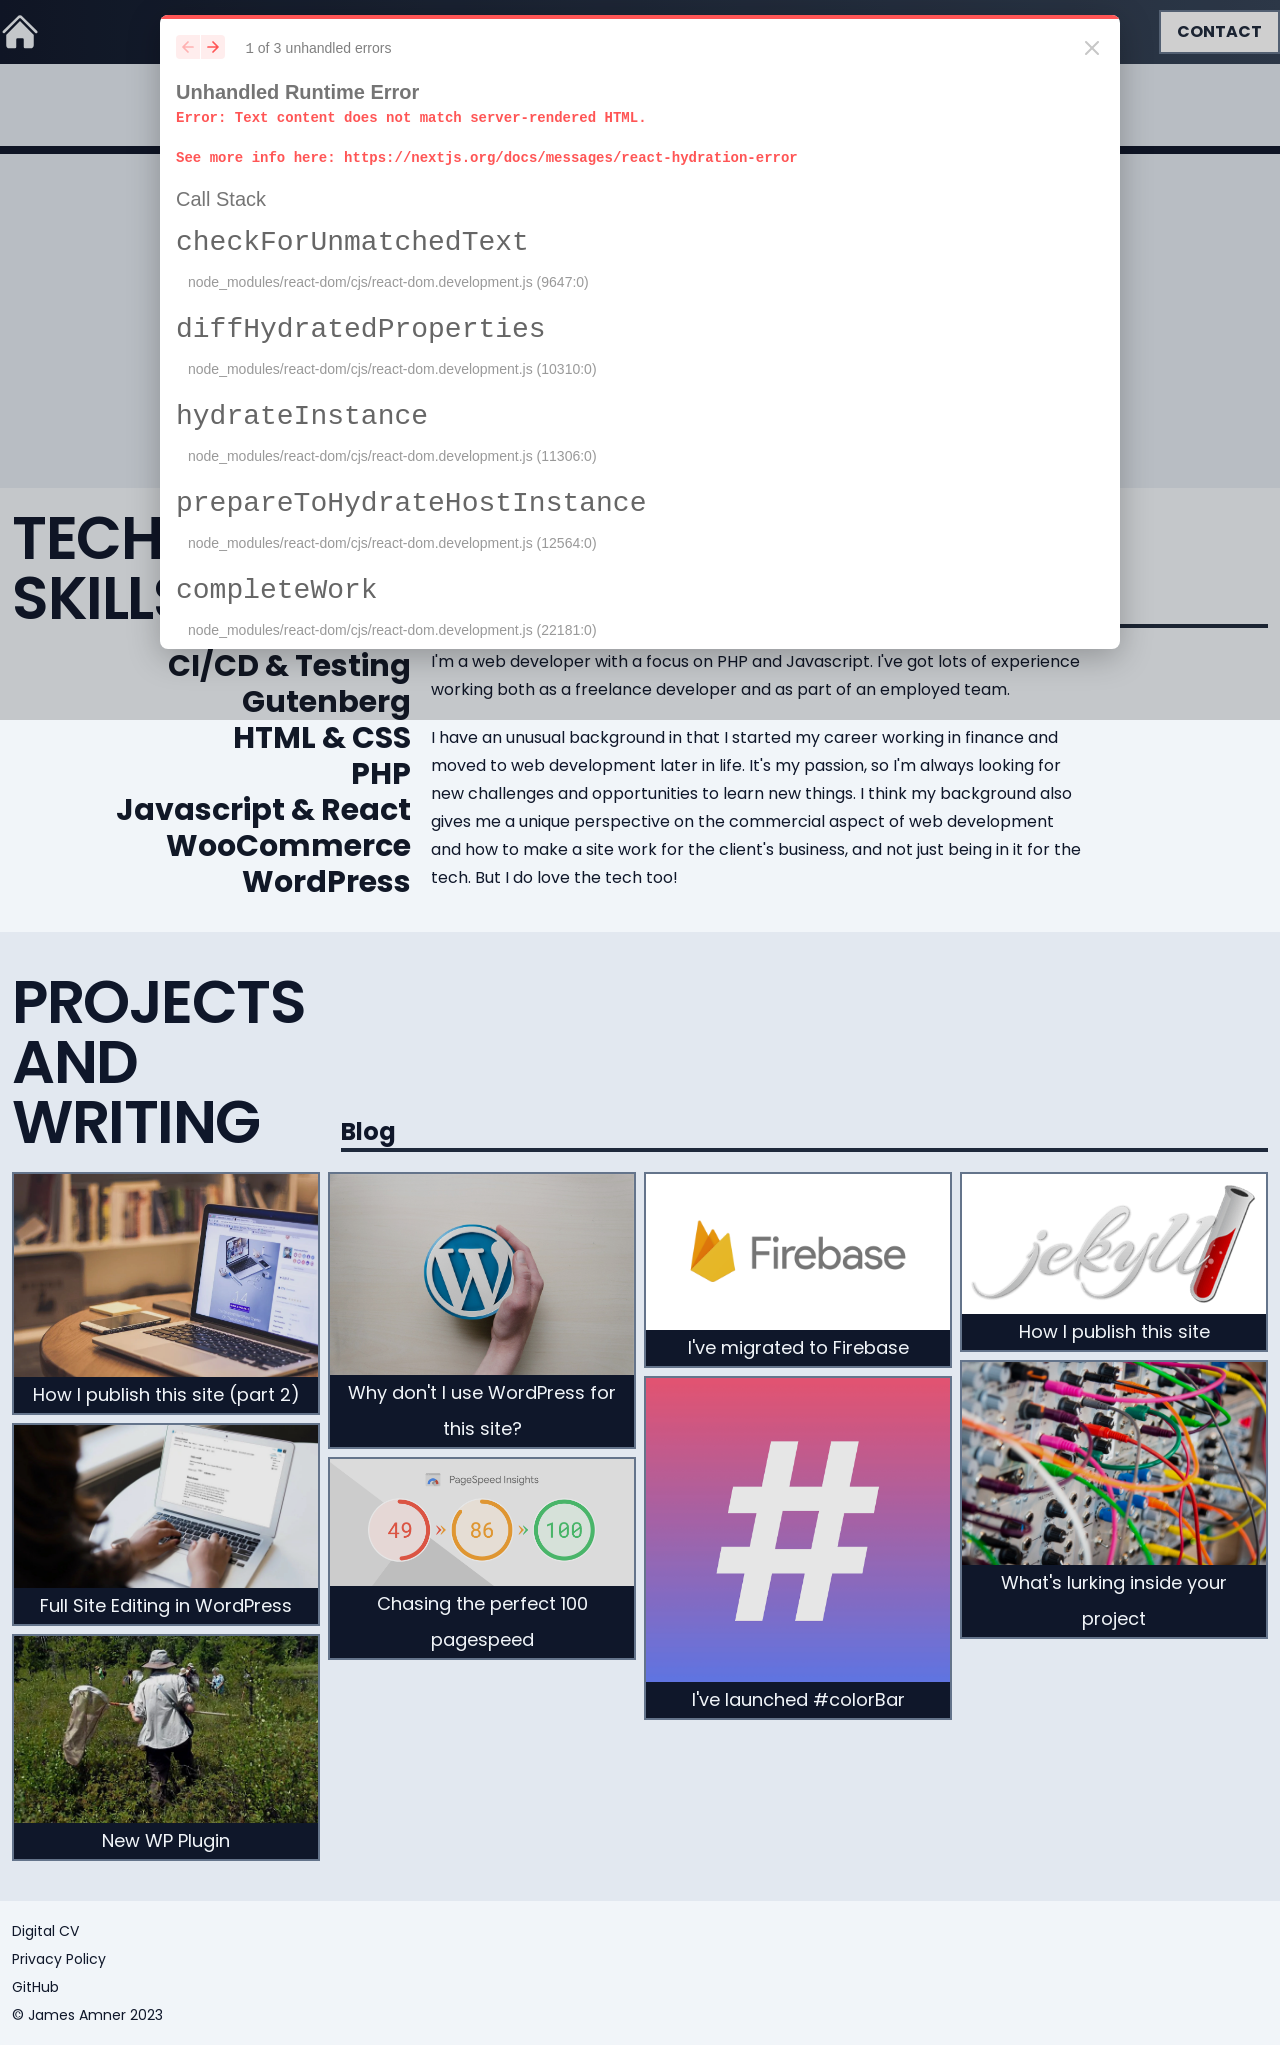 CONTACT
1 of 3 unhandled errors
Unhandled Runtime Error
Error: Text content does not match server-rendered HTML.
See more info here: https://nextjs.org/docs/messages/react-hydration-error
Call Stack
checkForUnmatchedText
node_modules/react-dom/cjs/react-dom.development.js (9647:0)
diffHydratedProperties
node_modules/react-dom/cjs/react-dom.development.js (10310:0)
hydrateInstance
node_modules/react-dom/cjs/react-dom.development.js (11306:0)
prepareToHydrateHostInstance
node_modules/react-dom/cjs/react-dom.development.js (12564:0)
completeWork
node_modules/react-dom/cjs/react-dom.development.js (22181:0)
TECH
SKILLS
CI/CD & Testing
Gutenberg
HTML & CSS
PHP
Javascript & React
WooCommerce
WordPress
I'm a web developer with a focus on PHP and Javascript. I've got lots of experience
working both as a freelance developer and as part of an employed team.
I have an unusual background in that I started my career working in finance and
moved to web development later in life. It's my passion, so I'm always looking for
new challenges and opportunities to learn new things. I think my background also
gives me a unique perspective on the commercial aspect of web development
and how to make a site work for the client's business, and not just being in it for the
tech. But I do love the tech too!
PROJECTS
AND
WRITING
Blog
How I publish this site (part 2)
Full Site Editing in WordPress
New WP Plugin
Why don't I use WordPress for
this site?
PageSpeed Insights
49 » 86 » 100
Chasing the perfect 100
pagespeed
Firebase
I've migrated to Firebase
#
I've launched #colorBar
jekyll
How I publish this site
What's lurking inside your
project
Digital CV
Privacy Policy
GitHub
© James Amner 2023